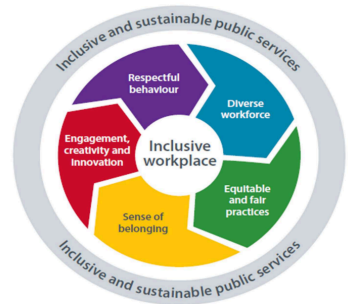 Inclusive and sustainable public services
Respectful
behaviour
Diverse
workforce
Engagement,
creativity and
innovation
Inclusive
workplace
Equitable
and fair
practices
Sense of
belonging
Inclusive and sustainable public services